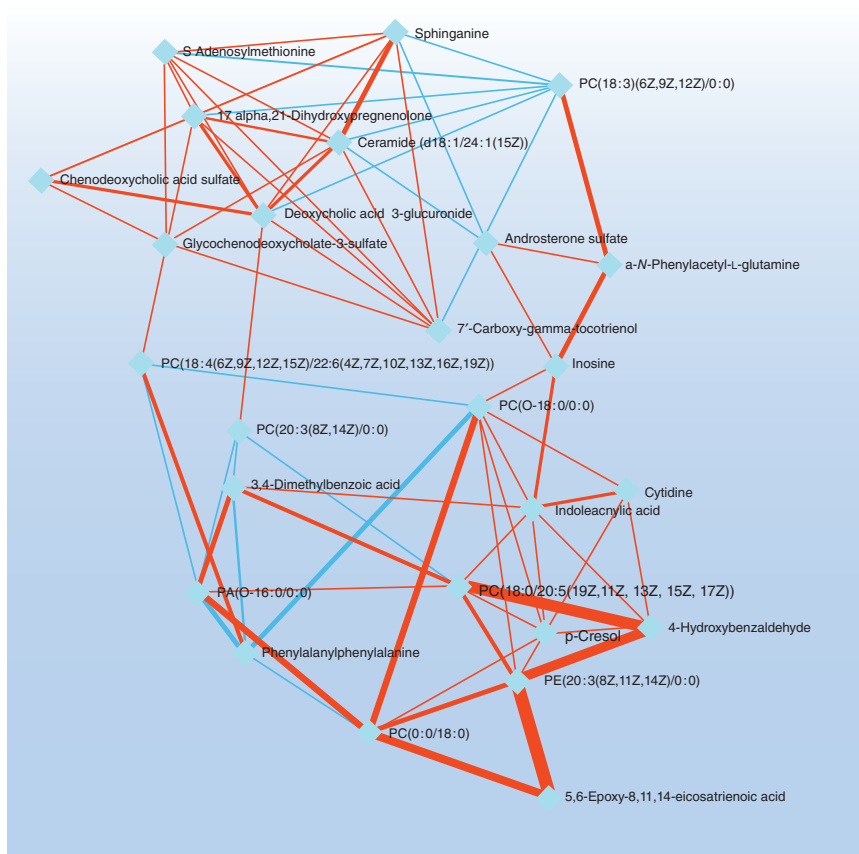 Sphinganine
S Adenosylmethionine
PC(18:3)(6Z,9Z,12Z)/0:0)
17 alpha,21-Dihydroxypregnenolone
Ceramide (d18:1/24:1(15Z))
Chenodeoxycholic acid sulfate
Deoxycholic acid 3-glucuronide
Androsterone sulfate
Glycochenodeoxycholate-3-sulfate
a-N-Phenylacetyl-L-glutamine
7′-Carboxy-gamma-tocotrienol
PC(18:4(6Z,9Z,12Z,15Z)/22:6(4Z,7Z,10Z,13Z,16Z,19Z))
Inosine
PC(O-18:0/0:0)
PC(20:3(8Z,14Z)/0:0)
3,4-Dimethylbenzoic acid
Cytidine
Indoleacnylic acid
PC(18:0/20:5(19Z,11Z, 13Z, 15Z, 17Z))
PA(O-16:0/0:0)
4-Hydroxybenzaldehyde
p-Cresol
Phenylalanylphenylalanine
PE(20:3(8Z,11Z,14Z)/0:0)
PC(0:0/18:0)
5,6-Epoxy-8,11,14-eicosatrienoic acid